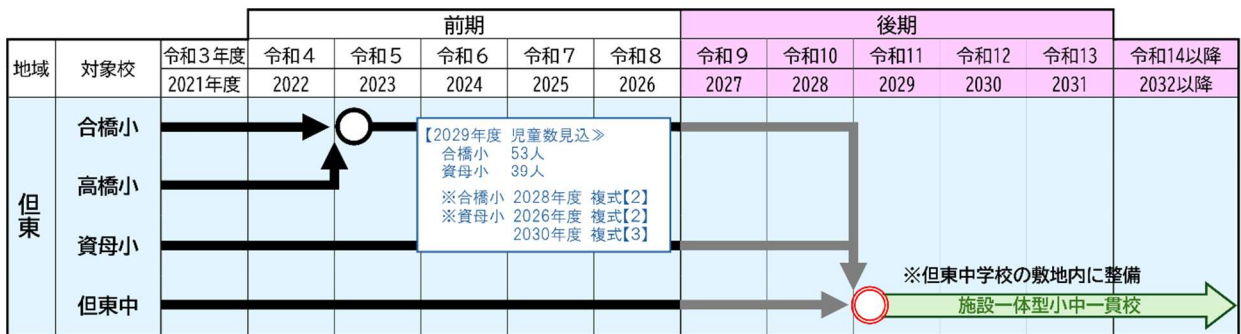 前期 後期
地域 対象校 令和3年度 令和4 令和5 令和6 令和7 令和8 令和9 令和10 令和11 令和12 令和13 令和14以降
2021年度 2022 2023 2024 2025 2026 2027 2028 2029 2030 2031 2032以降
但東
合橋小
【2029年度 児童数見込≫
合橋小 53人
資母小 39人
※合橋小 2028年度 複式【2】
※資母小 2026年度 複式【2】
2030年度 複式【3】
高橋小
資母小
※但東中学校の敷地内に整備
但東中
施設一体型小中一貫校